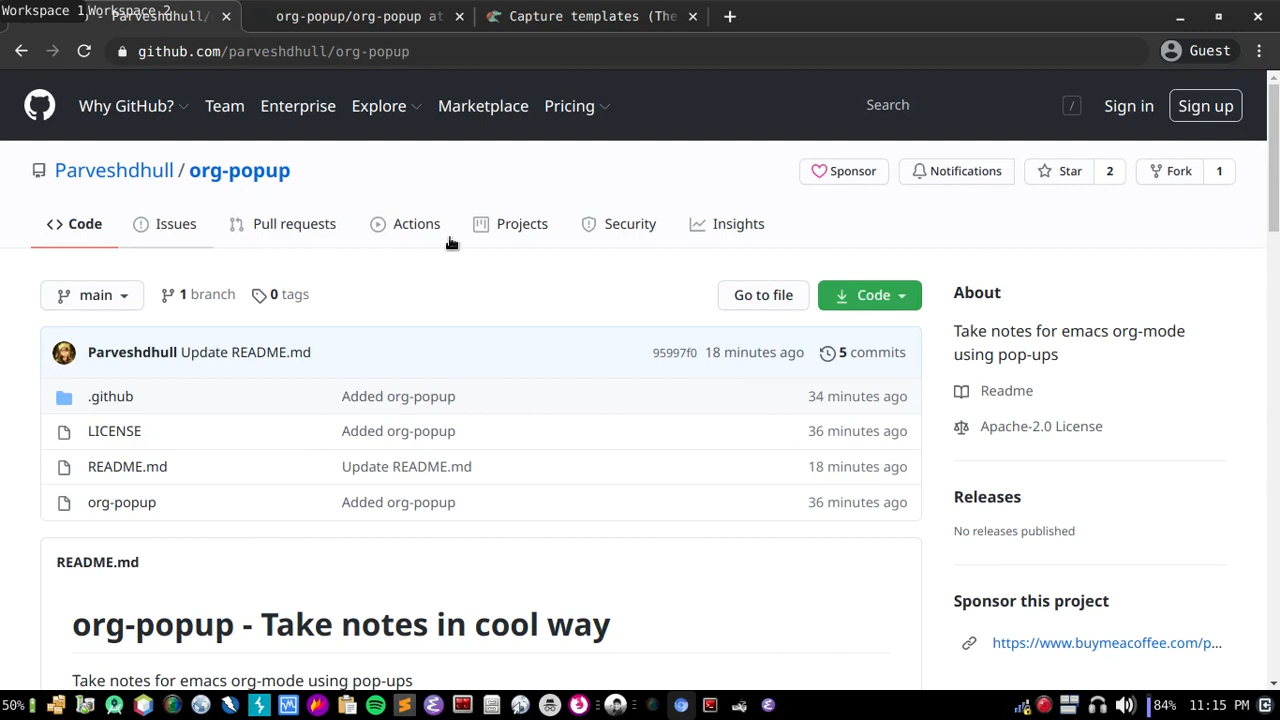 Workspace 1 Workspace 2
Parveshdhull/
org-popup/org-popup at
Capture templates (The
github.com/parveshdhull/org-popup
Guest
Why GitHub? Team Enterprise Explore Marketplace Pricing
Search /
Sign in Sign up
Parveshdhull / org-popup
Sponsor Notifications Star 2 Fork 1
Code Issues Pull requests Actions Projects Security Insights
main 1 branch 0 tags
Go to file Code
Parveshdhull Update README.md 95997f0 18 minutes ago 5 commits
.github Added org-popup 34 minutes ago
LICENSE Added org-popup 36 minutes ago
README.md Update README.md 18 minutes ago
org-popup Added org-popup 36 minutes ago
README.md
org-popup - Take notes in cool way
Take notes for emacs org-mode using pop-ups
About
Take notes for emacs org-mode
using pop-ups
Readme
Apache-2.0 License
Releases
No releases published
Sponsor this project
https://www.buymeacoffee.com/p...
50% 84% 11:15 PM